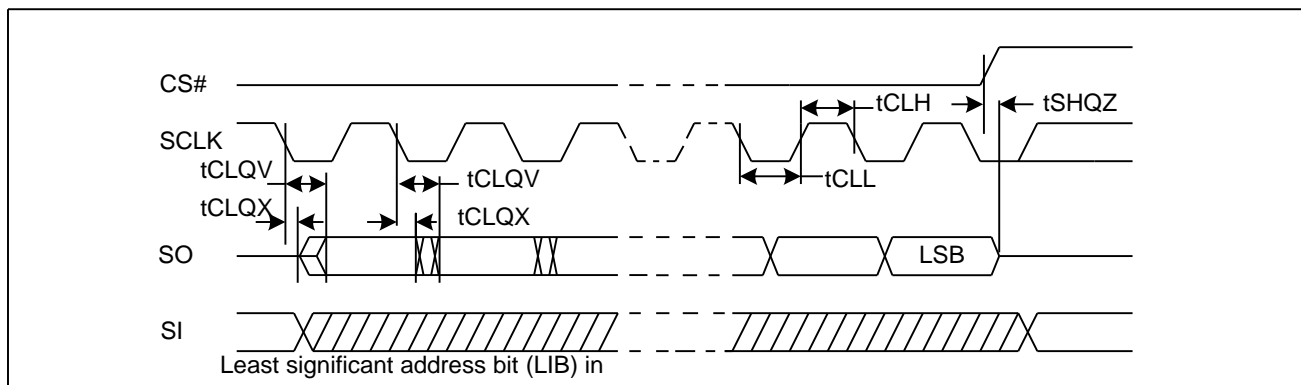 CS#
tCLH
tSHQZ
SCLK
tCLQV
tCLQV
tCLL
tCLQX
tCLQX
SO
LSB
SI
Least significant address bit (LIB) in